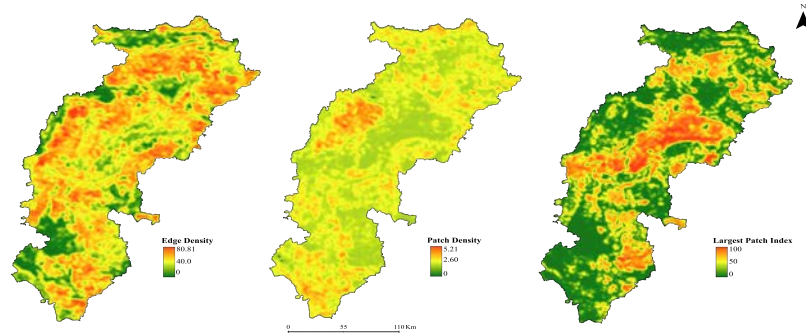 N
Edge Density
80.81
40.0
0
Patch Density
5.21
2.60
0
Largest Patch Index
100
50
0
0 55 110 Km